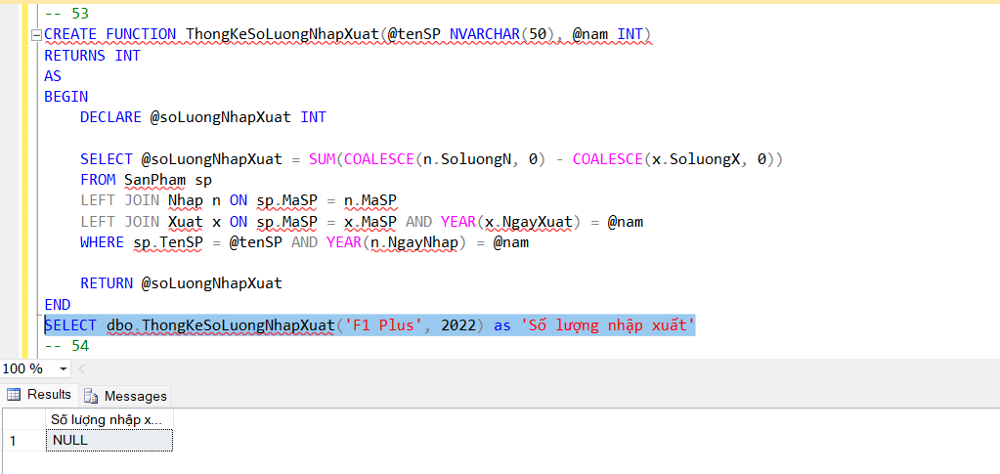 -- 53
CREATE FUNCTION ThongKeSoLuongNhapXuat(@tenSP NVARCHAR(50), @nam INT)
RETURNS INT
AS
BEGIN
DECLARE @soLuongNhapXuat INT
SELECT @soLuongNhapXuat = SUM(COALESCE(n.SoluongN, 0) - COALESCE(x.SoluongX, 0))
FROM SanPham sp
LEFT JOIN Nhap n ON sp.MaSP = n.MaSP
LEFT JOIN Xuat x ON sp.MaSP = x.MaSP AND YEAR(x.NgayXuat) = @nam
WHERE sp.TenSP = @tenSP AND YEAR(n.NgayNhap) = @nam
RETURN @soLuongNhapXuat
END
SELECT dbo.ThongKeSoLuongNhapXuat('F1 Plus', 2022) as 'Số lượng nhập xuất'
-- 54
100 %
Results Messages
Số lượng nhập x...
1 NULL